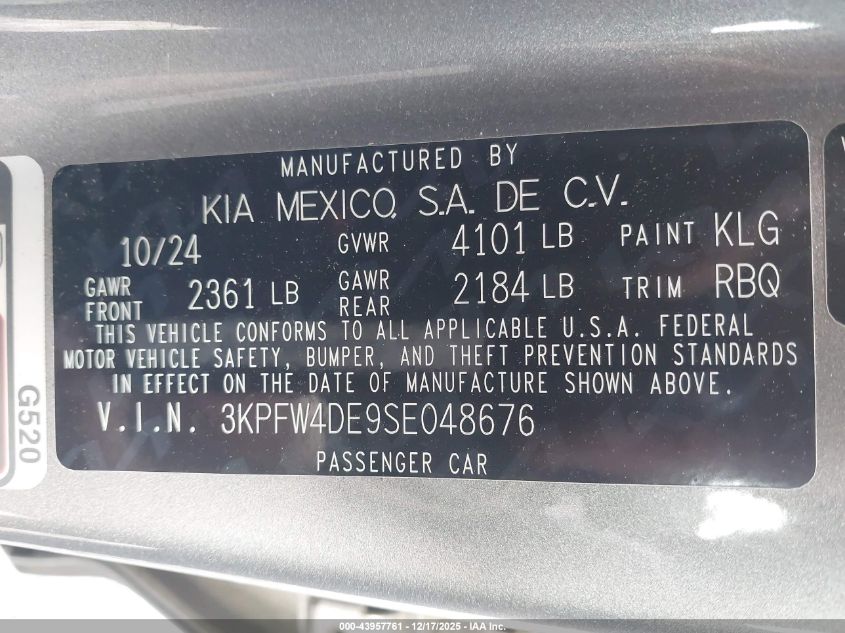 MANUFACTURED BY
KIA MEXICO, S.A. DE C.V.
10/24 GVWR 4101 LB PAINT KLG
GAWR FRONT 2361 LB GAWR REAR 2184 LB TRIM RBQ
THIS VEHICLE CONFORMS TO ALL APPLICABLE U.S.A. FEDERAL
MOTOR VEHICLE SAFETY, BUMPER, AND THEFT PREVENTION STANDARDS
IN EFFECT ON THE DATE OF MANUFACTURE SHOWN ABOVE.
V.I.N. 3KPFW4DE9SE048676
PASSENGER CAR
G520
000-43957761 - 12/17/2025 - IAA Inc.